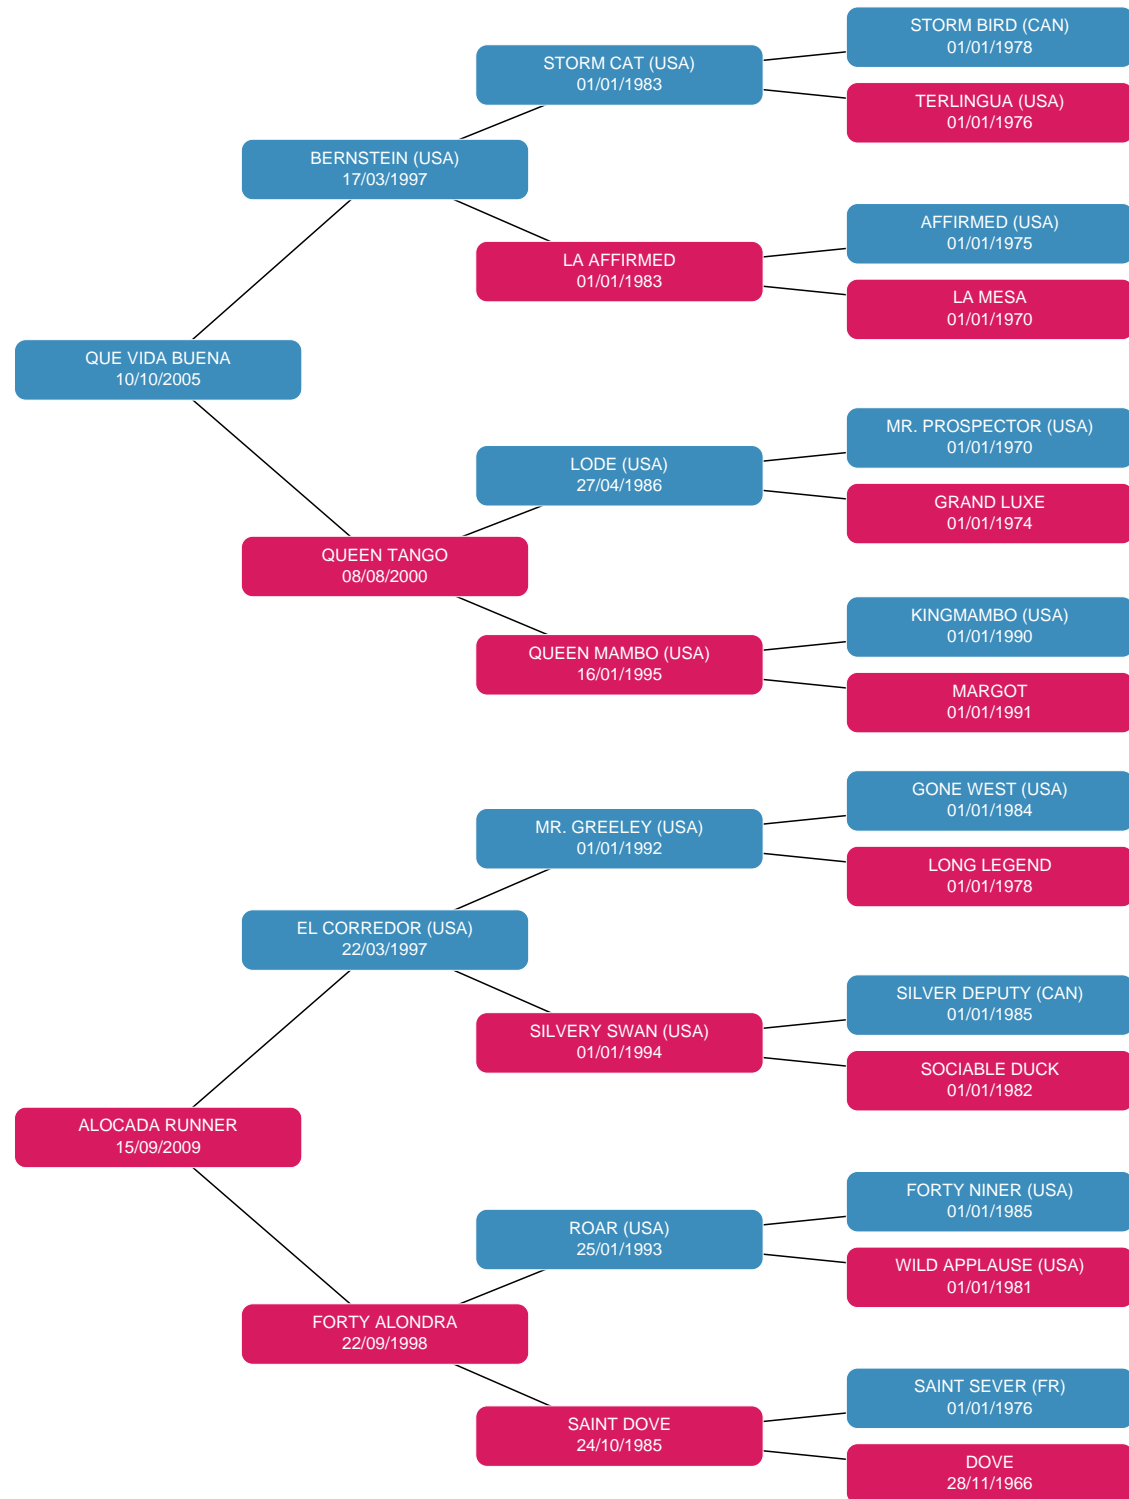 STORM BIRD (CAN)
01/01/1978
STORM CAT (USA)
01/01/1983
TERLINGUA (USA)
01/01/1976
BERNSTEIN (USA)
17/03/1997
AFFIRMED (USA)
01/01/1975
LA AFFIRMED
01/01/1983
LA MESA
01/01/1970
QUE VIDA BUENA
10/10/2005
MR. PROSPECTOR (USA)
01/01/1970
LODE (USA)
27/04/1986
GRAND LUXE
01/01/1974
QUEEN TANGO
08/08/2000
KINGMAMBO (USA)
01/01/1990
QUEEN MAMBO (USA)
16/01/1995
MARGOT
01/01/1991
GONE WEST (USA)
01/01/1984
MR. GREELEY (USA)
01/01/1992
LONG LEGEND
01/01/1978
EL CORREDOR (USA)
22/03/1997
SILVER DEPUTY (CAN)
01/01/1985
SILVERY SWAN (USA)
01/01/1994
SOCIABLE DUCK
01/01/1982
ALOCADA RUNNER
15/09/2009
FORTY NINER (USA)
01/01/1985
ROAR (USA)
25/01/1993
WILD APPLAUSE (USA)
01/01/1981
FORTY ALONDRA
22/09/1998
SAINT SEVER (FR)
01/01/1976
SAINT DOVE
24/10/1985
DOVE
28/11/1966